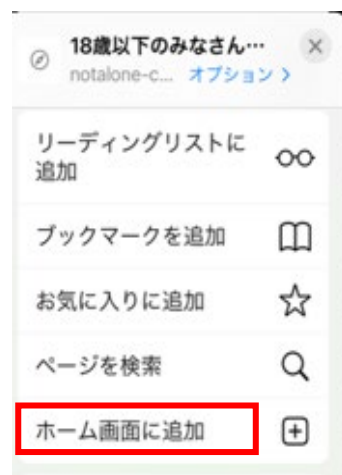 18歳以下のみなさん…
notalone-c... オプション >
リーディングリストに
追加
ブックマークを追加
お気に入りに追加
ページを検索
ホーム画面に追加